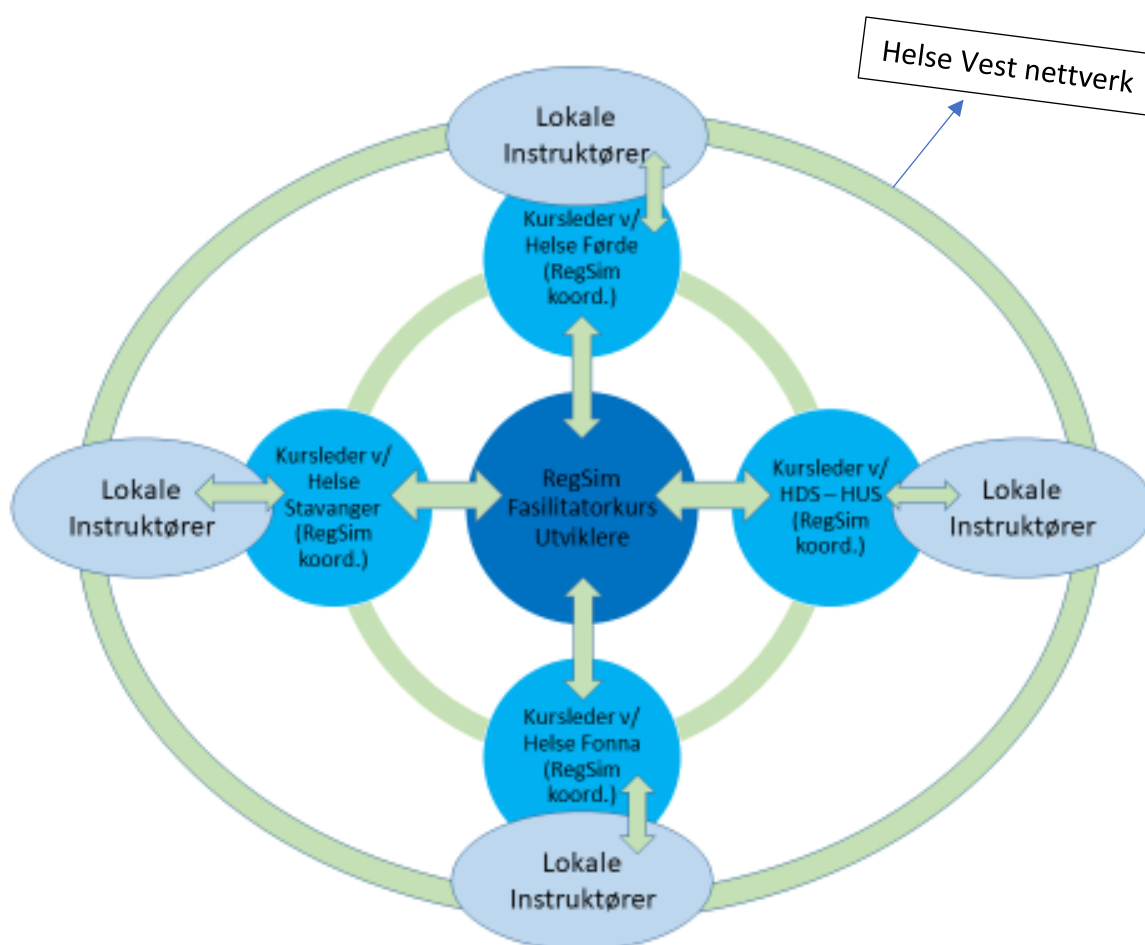 Helse Vest nettverk
Lokale
Instruktører
Kursleder v/
Helse Førde
(RegSim
koord.)
Lokale
Instruktører
Kursleder v/
Helse
Stavanger
(RegSim
koord.)
RegSim
Fasilitatorkurs
Utviklere
Kursleder v/
HDS – HUS
(RegSim
koord.)
Lokale
Instruktører
Kursleder v/
Helse Fonna
(RegSim
koord.)
Lokale
Instruktører